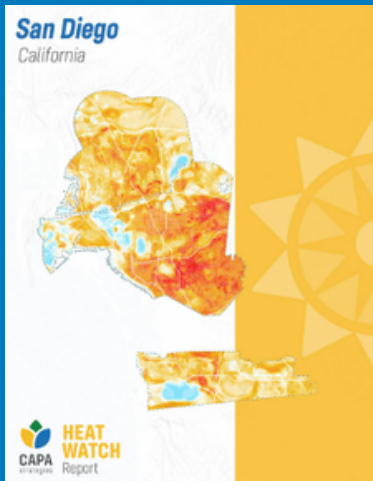 San Diego
California
HEAT
WATCH
Report
CAPA
strategies